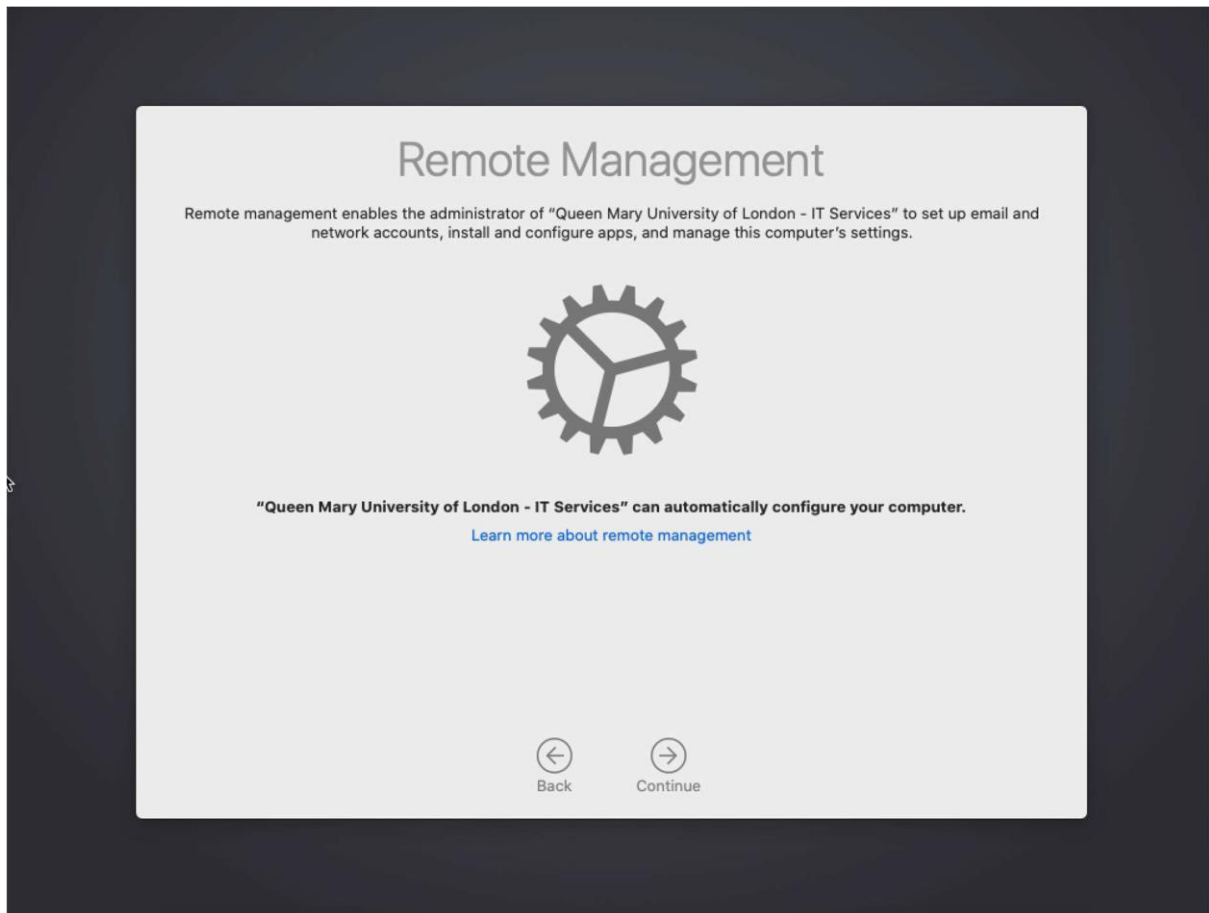 Remote Management
Remote management enables the administrator of “Queen Mary University of London - IT Services” to set up email and
network accounts, install and configure apps, and manage this computer’s settings.
“Queen Mary University of London - IT Services” can automatically configure your computer.
Learn more about remote management
Back
Continue